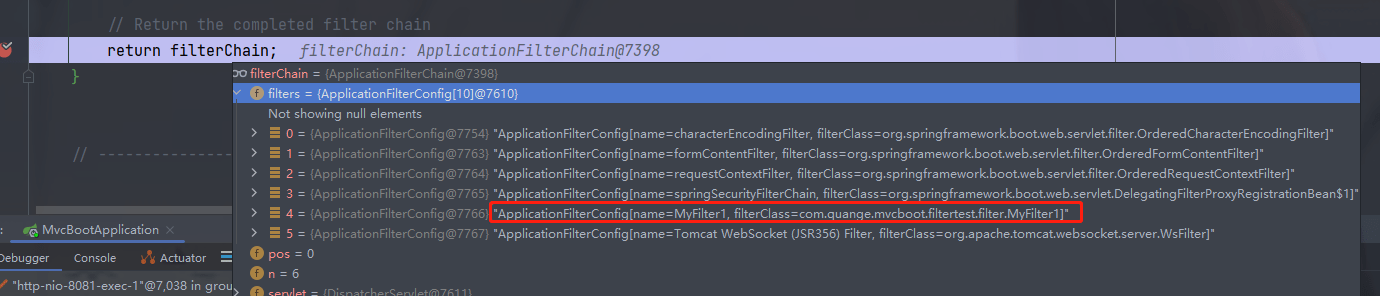 // Return the completed filter chain
return filterChain; filterChain: ApplicationFilterChain@7398
}
// ------------------
filterChain = {ApplicationFilterChain@7398}
filters = {ApplicationFilterConfig[10]@7610}
Not showing null elements
0 = {ApplicationFilterConfig@7754} "ApplicationFilterConfig[name=characterEncodingFilter, filterClass=org.springframework.boot.web.servlet.filter.OrderedCharacterEncodingFilter]"
1 = {ApplicationFilterConfig@7763} "ApplicationFilterConfig[name=formContentFilter, filterClass=org.springframework.boot.web.servlet.filter.OrderedFormContentFilter]"
2 = {ApplicationFilterConfig@7764} "ApplicationFilterConfig[name=requestContextFilter, filterClass=org.springframework.boot.web.servlet.filter.OrderedRequestContextFilter]"
3 = {ApplicationFilterConfig@7765} "ApplicationFilterConfig[name=springSecurityFilterChain, filterClass=org.springframework.boot.web.servlet.DelegatingFilterProxyRegistrationBean$1]"
4 = {ApplicationFilterConfig@7766} "ApplicationFilterConfig[name=MyFilter1, filterClass=com.quange.mvcboot.filtertest.filter.MyFilter1]"
5 = {ApplicationFilterConfig@7767} "ApplicationFilterConfig[name=Tomcat WebSocket (JSR356) Filter, filterClass=org.apache.tomcat.websocket.server.WsFilter]"
pos = 0
n = 6
servlet = {DispatcherServlet@7611}
: MvcBootApplication
Debugger Console Actuator
"http-nio-8081-exec-1"@7,038 in grou